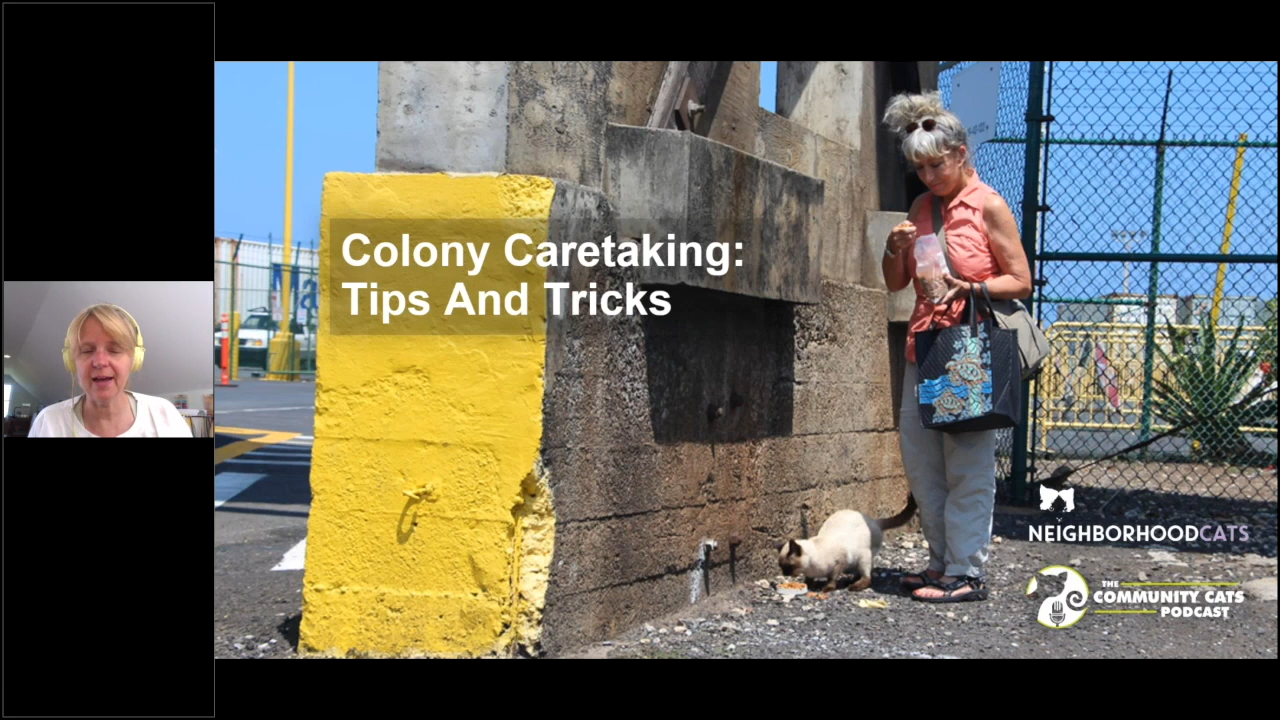 Colony Caretaking:
Tips And Tricks
NEIGHBORHOODCATS
THE
COMMUNITY CATS
PODCAST